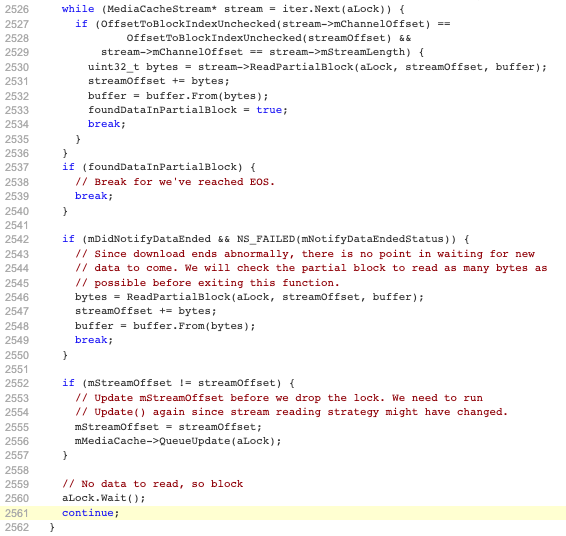 2526 while (MediaCacheStream* stream = iter.Next(aLock)) {
2527 if (OffsetToBlockIndexUnchecked(stream->mChannelOffset) ==
2528 OffsetToBlockIndexUnchecked(streamOffset) &&
2529 stream->mChannelOffset == stream->mStreamLength) {
2530 uint32_t bytes = stream->ReadPartialBlock(aLock, streamOffset, buffer);
2531 streamOffset += bytes;
2532 buffer = buffer.From(bytes);
2533 foundDataInPartialBlock = true;
2534 break;
2535 }
2536 }
2537 if (foundDataInPartialBlock) {
2538 // Break for we've reached EOS.
2539 break;
2540 }
2541
2542 if (mDidNotifyDataEnded && NS_FAILED(mNotifyDataEndedStatus)) {
2543 // Since download ends abnormally, there is no point in waiting for new
2544 // data to come. We will check the partial block to read as many bytes as
2545 // possible before exiting this function.
2546 bytes = ReadPartialBlock(aLock, streamOffset, buffer);
2547 streamOffset += bytes;
2548 buffer = buffer.From(bytes);
2549 break;
2550 }
2551
2552 if (mStreamOffset != streamOffset) {
2553 // Update mStreamOffset before we drop the lock. We need to run
2554 // Update() again since stream reading strategy might have changed.
2555 mStreamOffset = streamOffset;
2556 mMediaCache->QueueUpdate(aLock);
2557 }
2558
2559 // No data to read, so block
2560 aLock.Wait();
2561 continue;
2562 }